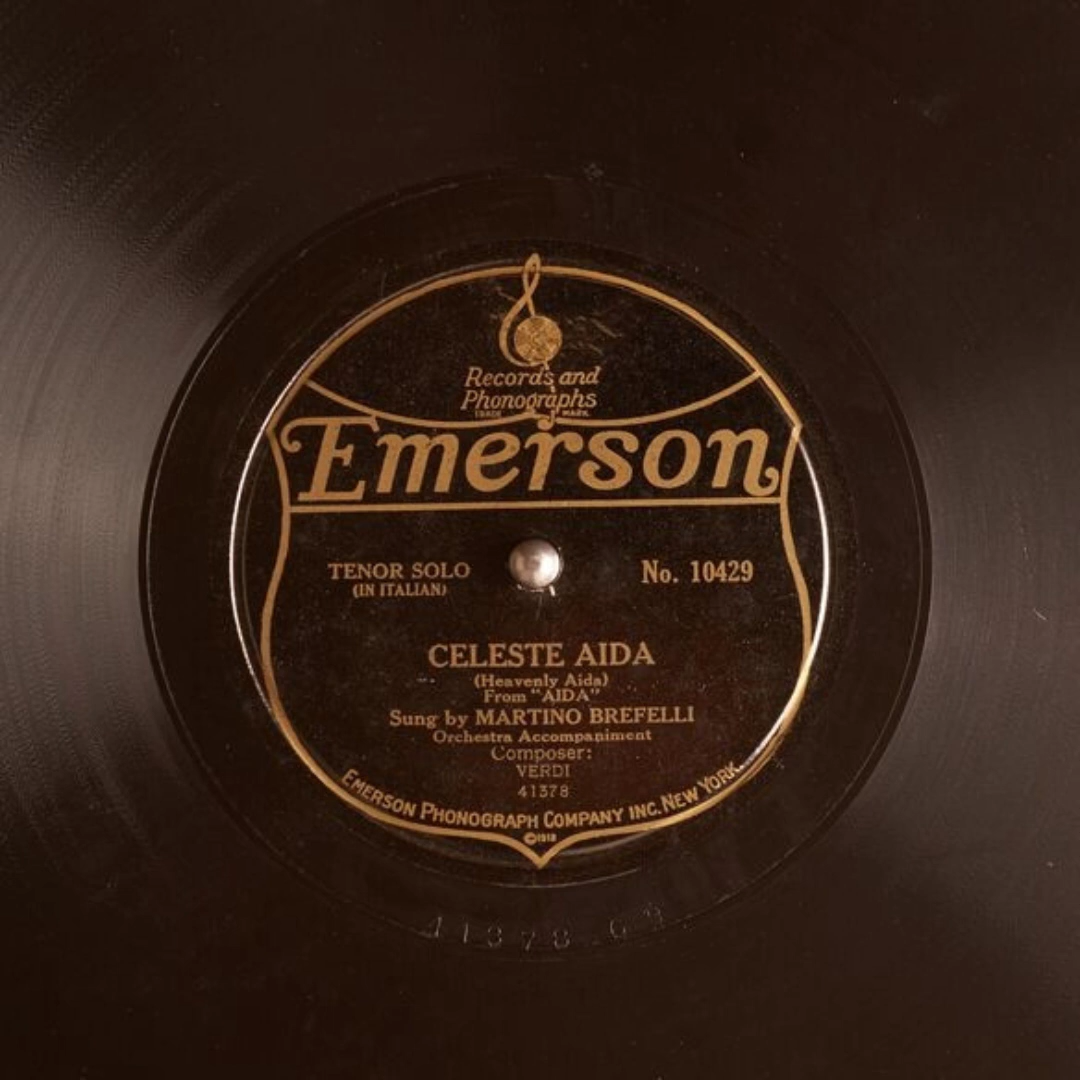 Records and
Phonographs
TRADE MARK
Emerson
TENOR SOLO
(IN ITALIAN)
No. 10429
CELESTE AIDA
(Heavenly Aida)
From "AIDA"
Sung by MARTINO BREFELLI
Orchestra Accompaniment
Composer:
VERDI
41378
EMERSON PHONOGRAPH COMPANY INC. NEW YORK.
©1918
41378